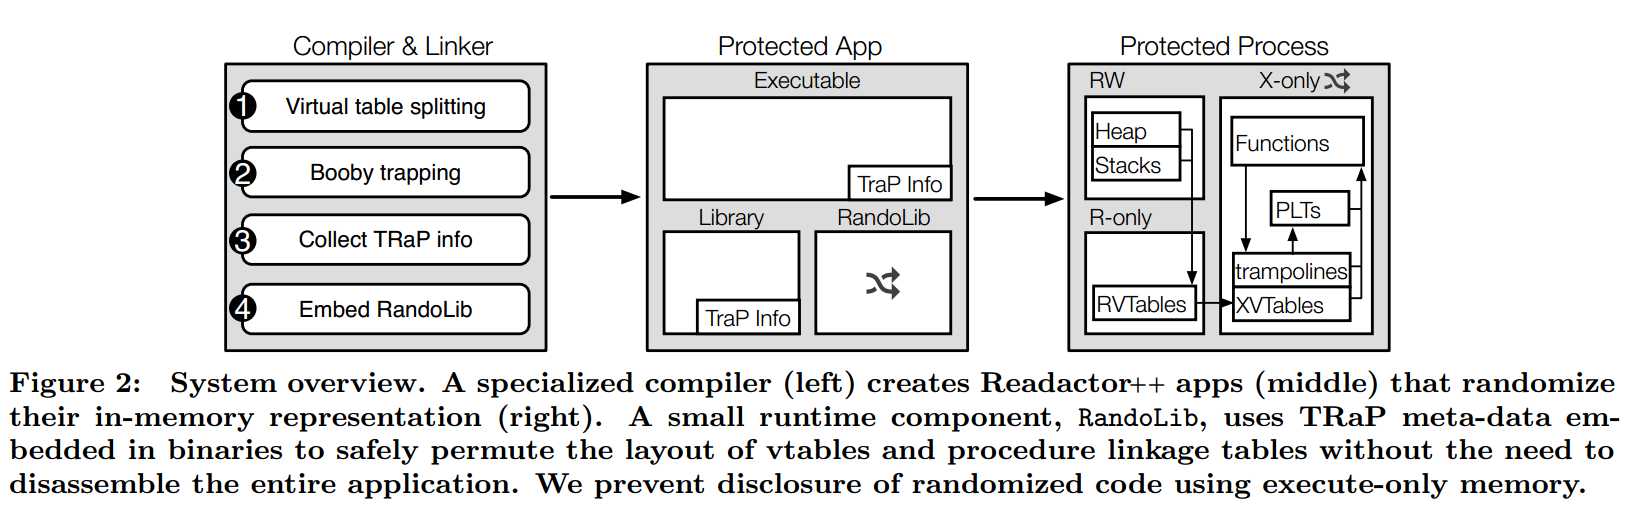 Compiler & Linker
1 Virtual table splitting
2 Booby trapping
3 Collect TRaP info
4 Embed RandoLib
Protected App
Executable
TraP Info
Library
TraP Info
RandoLib
Protected Process
RW
Heap
Stacks
R-only
RVTables
X-only
Functions
PLTs
trampolines
XVTables
Figure 2: System overview. A specialized compiler (left) creates Readactor++ apps (middle) that randomize
their in-memory representation (right). A small runtime component, RandoLib, uses TRaP meta-data em-
bedded in binaries to safely permute the layout of vtables and procedure linkage tables without the need to
disassemble the entire application. We prevent disclosure of randomized code using execute-only memory.